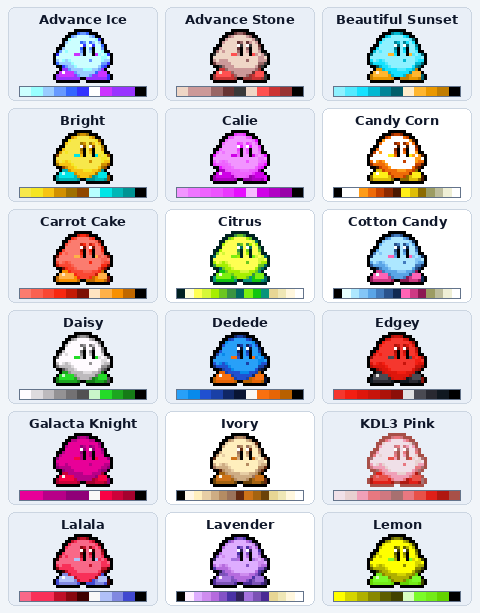 Advance Ice
Advance Stone
Beautiful Sunset
Bright
Calie
Candy Corn
Carrot Cake
Citrus
Cotton Candy
Daisy
Dedede
Edgey
Galacta Knight
Ivory
KDL3 Pink
Lalala
Lavender
Lemon